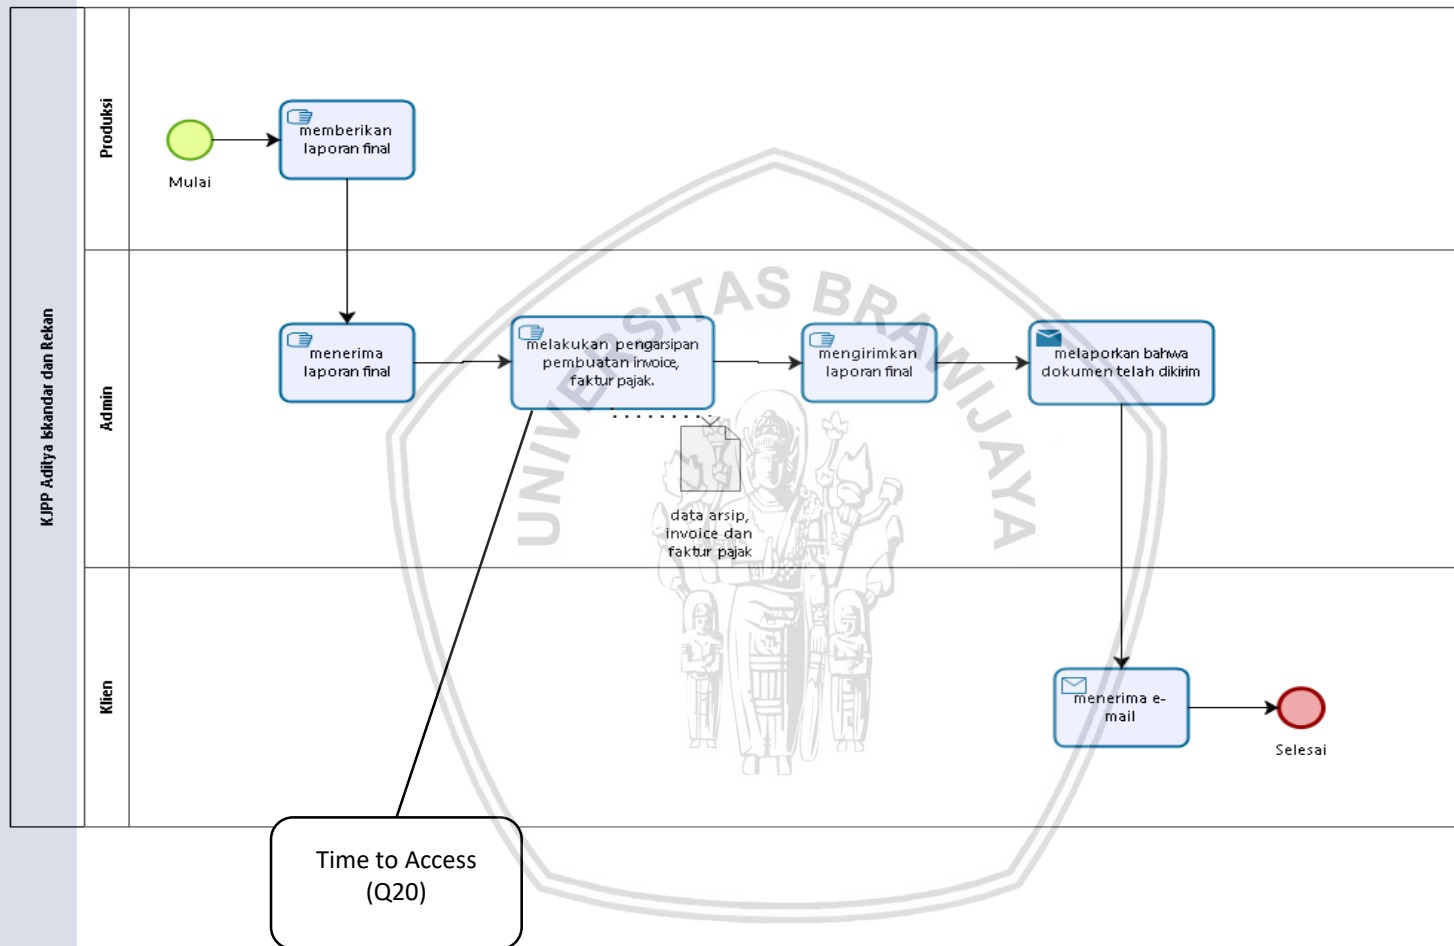 KJPP Aditya Iskandar dan Rekan
Produksi
Mulai
memberikan
laporan final
Admin
menerima
laporan final
melakukan pengarsipan
pembuatan invoice,
faktur pajak.
data arsip,
invoice dan
faktur pajak
mengirimkan
laporan final
melaporkan bahwa
dokumen telah dikirim
Klien
menerima e-
mail
Selesai
Time to Access
(Q20)
UNIVERSITAS BRAWIJAYA